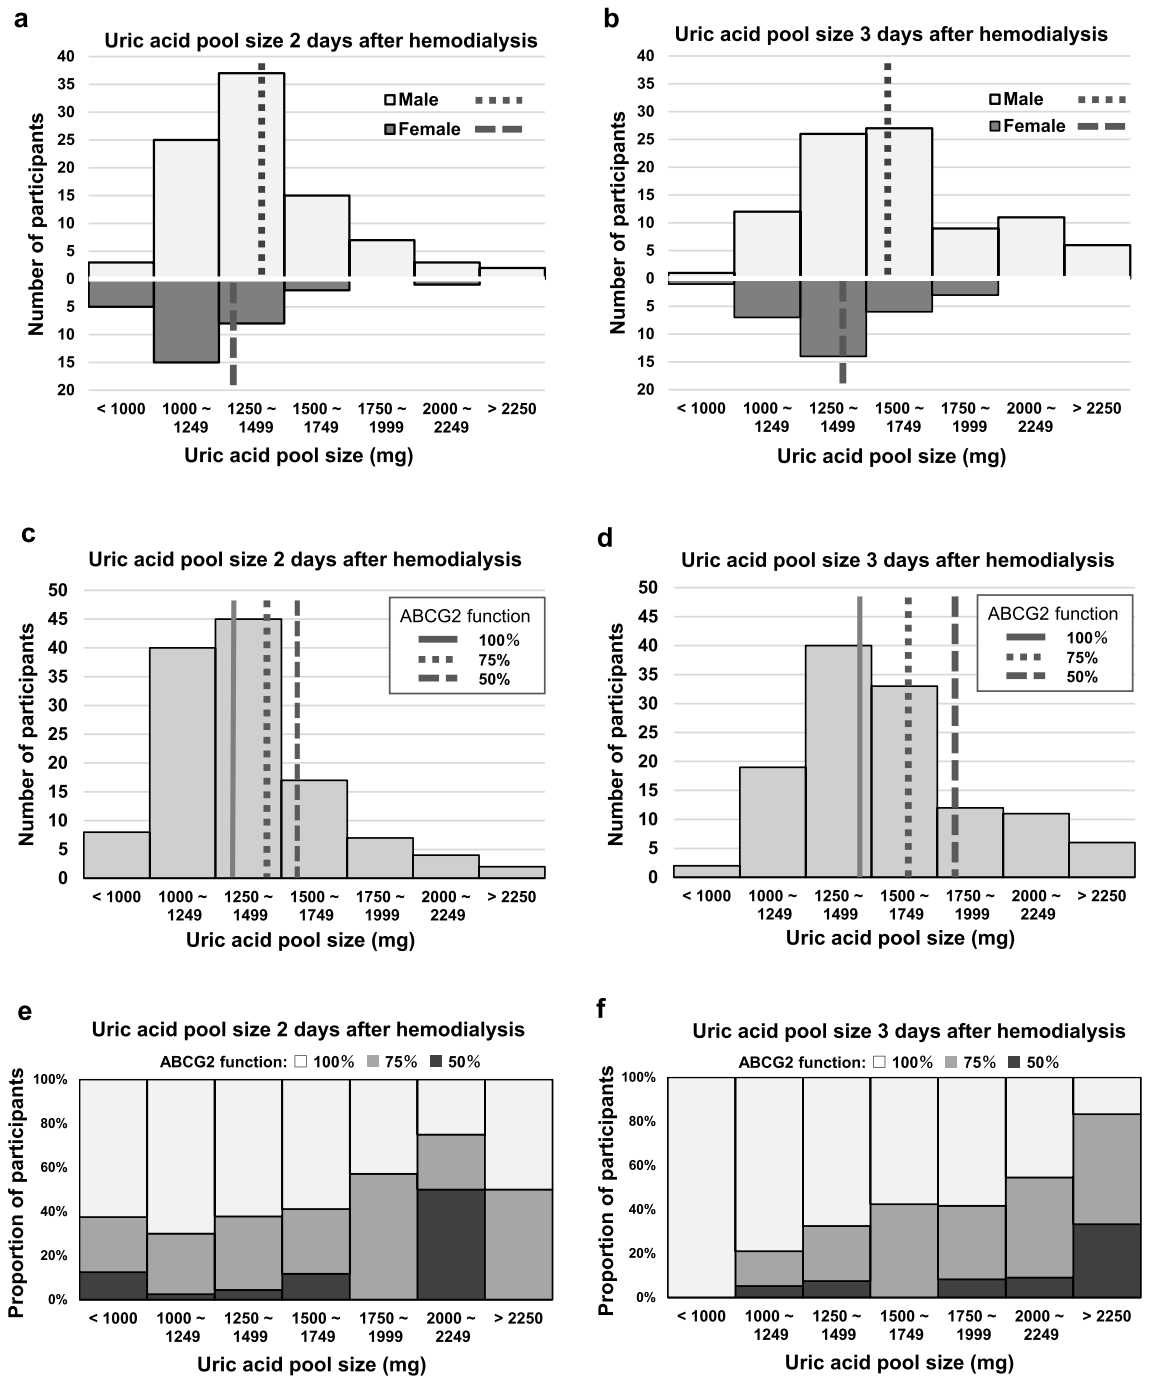 a
Uric acid pool size 2 days after hemodialysis
Number of participants
40
35
30
25
20
15
10
5
0
5
10
15
20
Male
Female
< 1000 1000 ~ 1250 ~ 1500 ~ 1750 ~ 2000 ~ > 2250
1249 1499 1749 1999 2249
Uric acid pool size (mg)
b
Uric acid pool size 3 days after hemodialysis
Number of participants
40
35
30
25
20
15
10
5
0
5
10
15
20
Male
Female
< 1000 1000 ~ 1250 ~ 1500 ~ 1750 ~ 2000 ~ > 2250
1249 1499 1749 1999 2249
Uric acid pool size (mg)
c
Uric acid pool size 2 days after hemodialysis
Number of participants
50
45
40
35
30
25
20
15
10
5
0
ABCG2 function
100%
75%
50%
< 1000 1000 ~ 1250 ~ 1500 ~ 1750 ~ 2000 ~ > 2250
1249 1499 1749 1999 2249
Uric acid pool size (mg)
d
Uric acid pool size 3 days after hemodialysis
Number of participants
50
45
40
35
30
25
20
15
10
5
0
ABCG2 function
100%
75%
50%
< 1000 1000 ~ 1250 ~ 1500 ~ 1750 ~ 2000 ~ > 2250
1249 1499 1749 1999 2249
Uric acid pool size (mg)
e
Uric acid pool size 2 days after hemodialysis
ABCG2 function: 100% 75% 50%
Proportion of participants
100%
80%
60%
40%
20%
0%
< 1000 1000 ~ 1250 ~ 1500 ~ 1750 ~ 2000 ~ > 2250
1249 1499 1749 1999 2249
Uric acid pool size (mg)
f
Uric acid pool size 3 days after hemodialysis
ABCG2 function: 100% 75% 50%
Proportion of participants
100%
80%
60%
40%
20%
0%
< 1000 1000 ~ 1250 ~ 1500 ~ 1750 ~ 2000 ~ > 2250
1249 1499 1749 1999 2249
Uric acid pool size (mg)